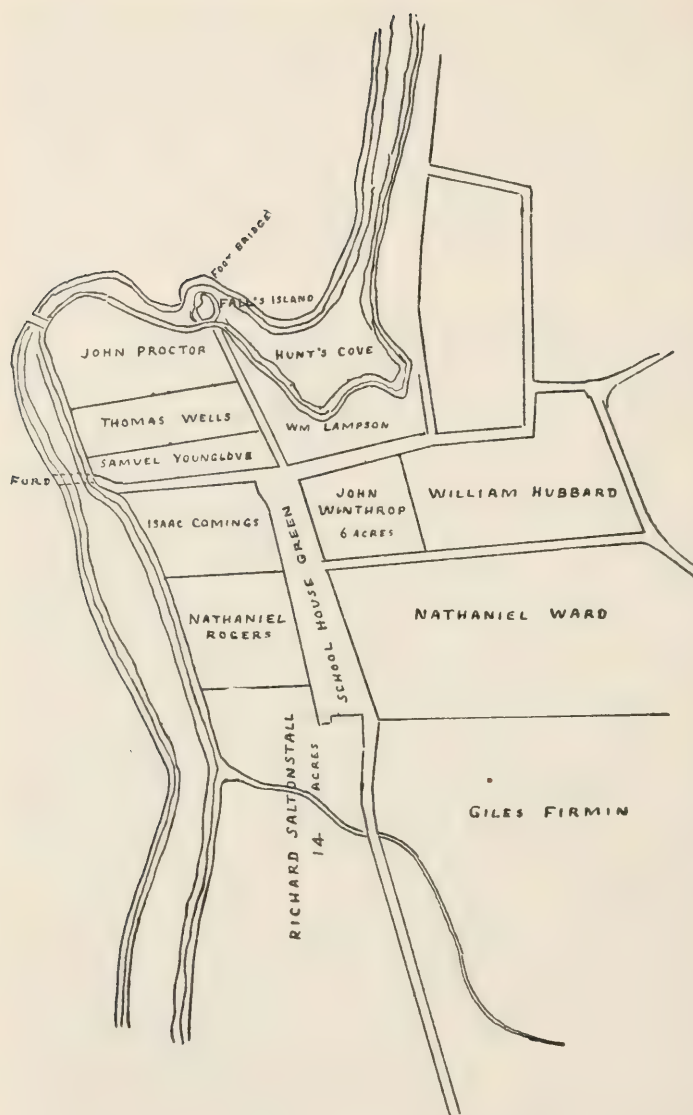 FOOT BRIDGE
FALL'S ISLAND
JOHN PROCTOR
HUNT'S COVE
THOMAS WELLS
WM LAMPSON
SAMUEL YOUNGLOVE
FORD
ISAAC COMINGS
JOHN
WINTHROP
6 ACRES
WILLIAM HUBBARD
SCHOOL HOUSE GREEN
NATHANIEL
ROGERS
NATHANIEL WARD
RICHARD SALTONSTALL
14 ACRES
GILES FIRMIN